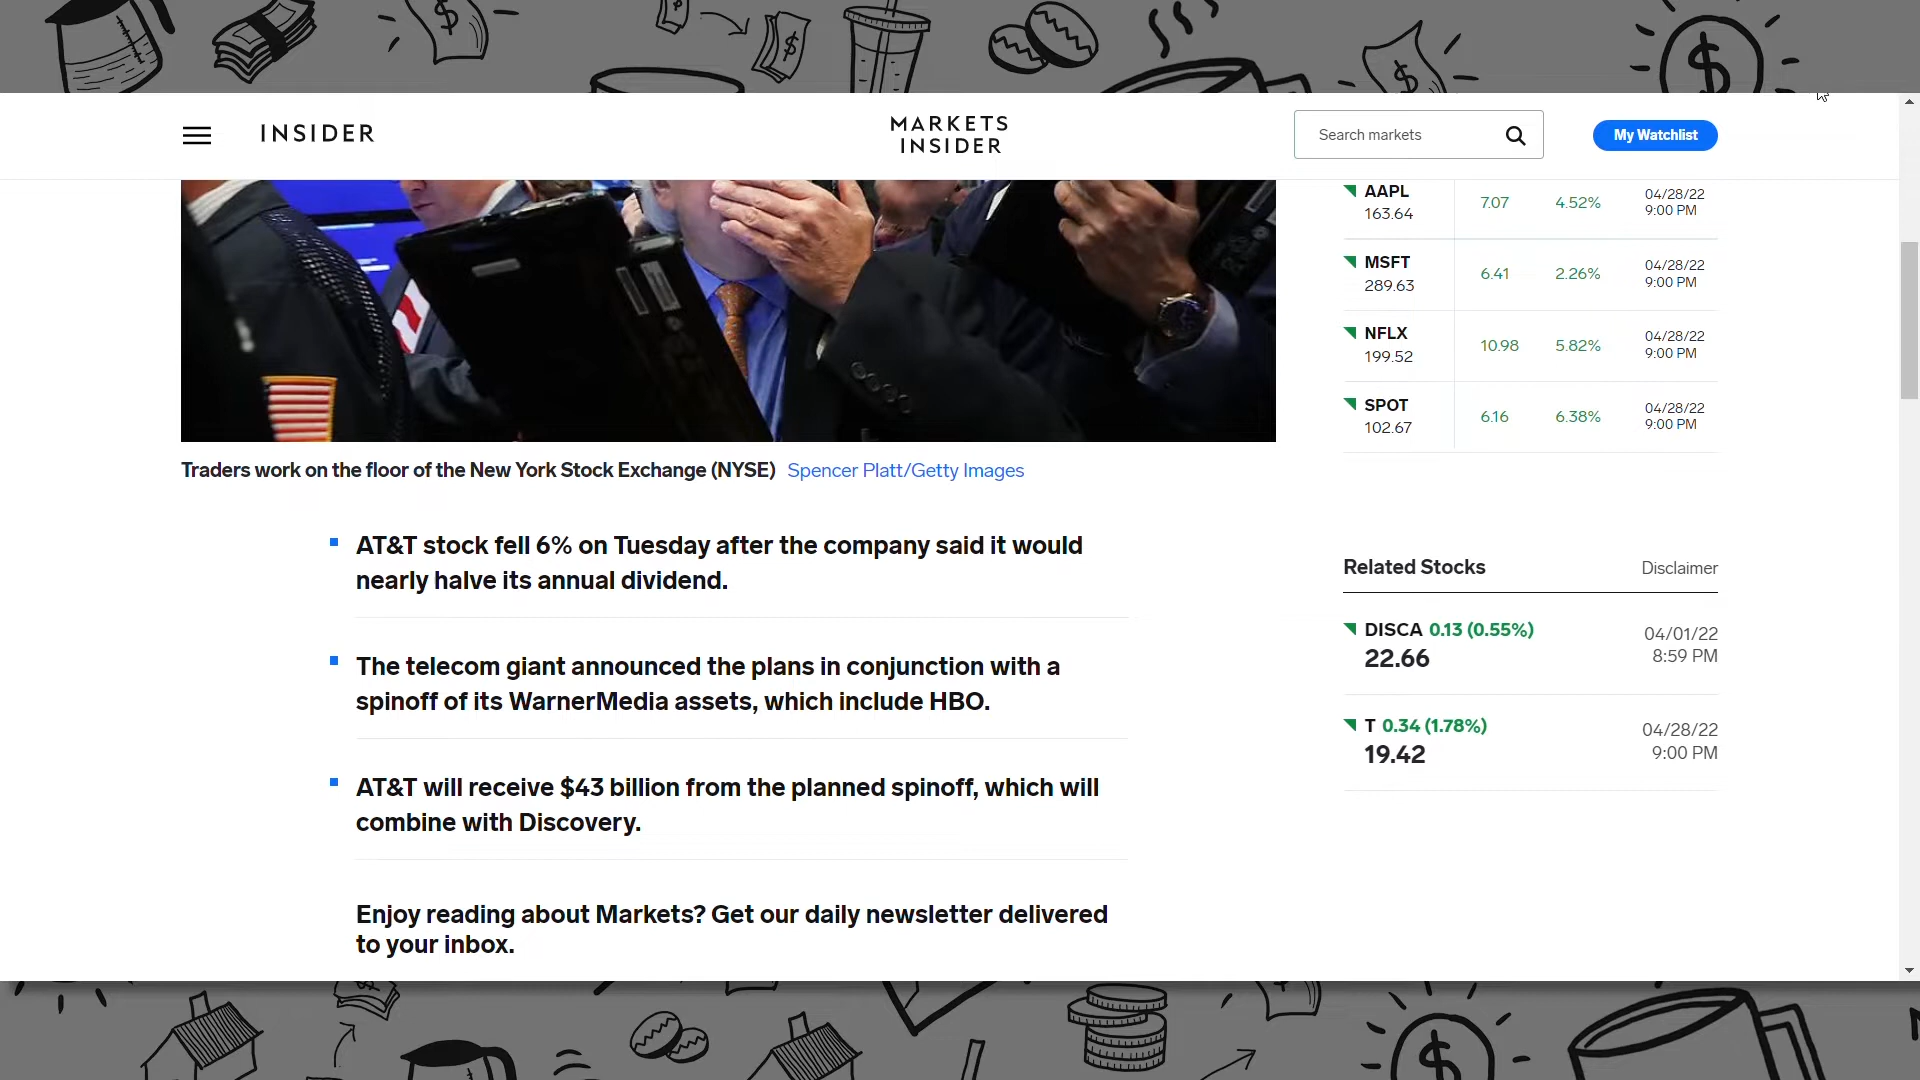 INSIDER
MARKETS
INSIDER
Search markets
My Watchlist
AAPL
163.64
7.07
4.52%
04/28/22
9:00 PM
MSFT
289.63
6.41
2.26%
04/28/22
9:00 PM
NFLX
199.52
10.98
5.82%
04/28/22
9:00 PM
SPOT
102.67
6.16
6.38%
04/28/22
9:00 PM
Traders work on the floor of the New York Stock Exchange (NYSE) Spencer Platt/Getty Images
AT&T stock fell 6% on Tuesday after the company said it would
nearly halve its annual dividend.
The telecom giant announced the plans in conjunction with a
spinoff of its WarnerMedia assets, which include HBO.
AT&T will receive $43 billion from the planned spinoff, which will
combine with Discovery.
Enjoy reading about Markets? Get our daily newsletter delivered
to your inbox.
Related Stocks
Disclaimer
DISCA 0.13 (0.55%)
22.66
04/01/22
8:59 PM
T 0.34 (1.78%)
19.42
04/28/22
9:00 PM